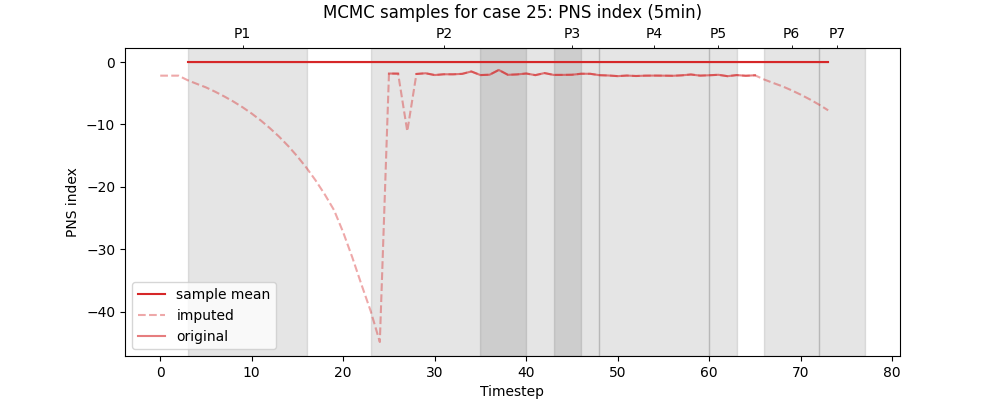 MCMC samples for case 25: PNS index (5min)
P1 P2 P3 P4 P5 P6 P7
0
−10
−20
−30
−40
PNS index
sample mean
imputed
original
0 10 20 30 40 50 60 70 80
Timestep